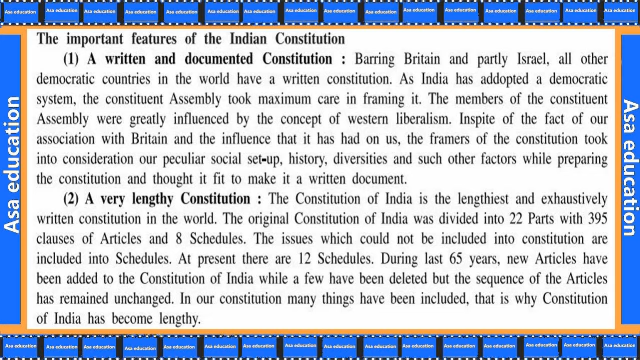 Asa education
The important features of the Indian Constitution
(1) A written and documented Constitution : Barring Britain and partly Israel, all other
democratic countries in the world have a written constitution. As India has addopted a democratic
system, the constituent Assembly took maximum care in framing it. The members of the constituent
Assembly were greatly influenced by the concept of western liberalism. Inspite of the fact of our
association with Britain and the influence that it has had on us, the framers of the constitution took
into consideration our peculiar social set-up, history, diversities and such other factors while preparing
the constitution and thought it fit to make it a written document.
(2) A very lengthy Constitution : The Constitution of India is the lengthiest and exhaustively
written constitution in the world. The original Constitution of India was divided into 22 Parts with 395
clauses of Articles and 8 Schedules. The issues which could not be included into constitution are
included into Schedules. At present there are 12 Schedules. During last 65 years, new Articles have
been added to the Constitution of India while a few have been deleted but the sequence of the Articles
has remained unchanged. In our constitution many things have been included, that is why Constitution
of India has become lengthy.
Asa education